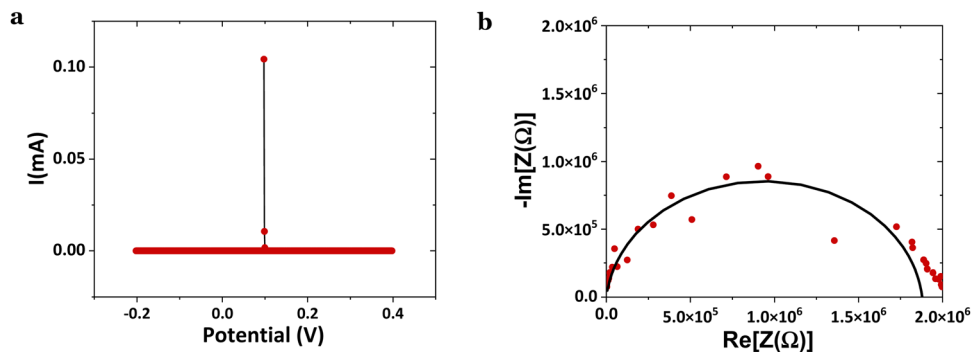 a
0.10
0.05
0.00
I(mA)
-0.2
0.0
0.2
0.4
Potential (V)
b
2.0×10⁶
1.5×10⁶
1.0×10⁶
5.0×10⁵
0.0
-Im[Z(Ω)]
0.0
5.0×10⁵
1.0×10⁶
1.5×10⁶
2.0×10⁶
Re[Z(Ω)]